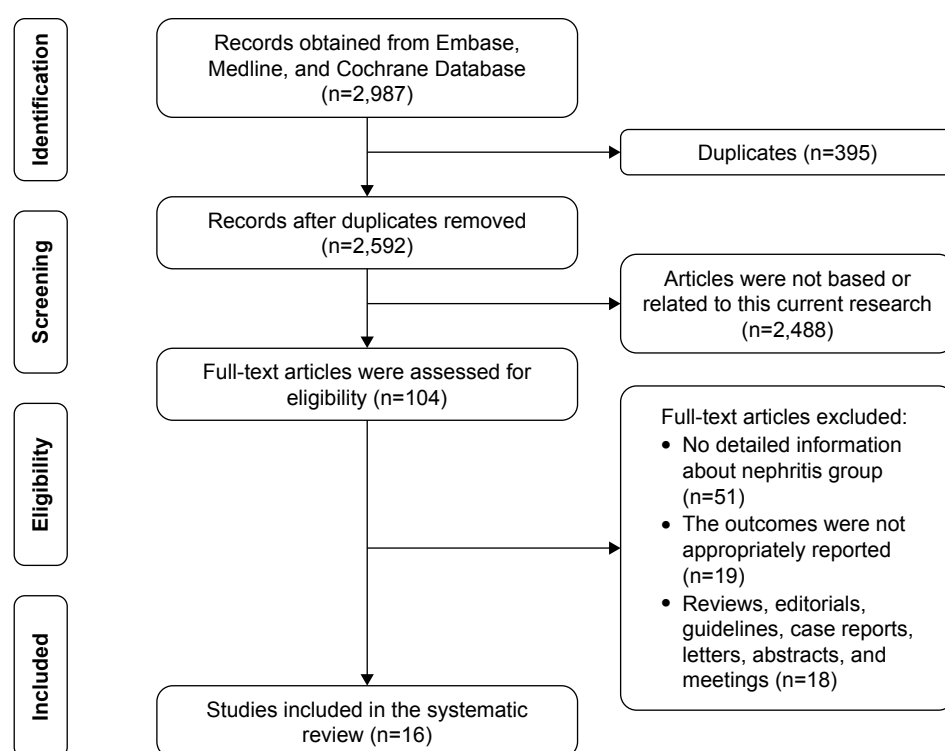 Identification
Records obtained from Embase,
Medline, and Cochrane Database
(n=2,987)
Duplicates (n=395)
Screening
Records after duplicates removed
(n=2,592)
Articles were not based or
related to this current research
(n=2,488)
Full-text articles were assessed for
eligibility (n=104)
Eligibility
Full-text articles excluded:
• No detailed information
about nephritis group
(n=51)
• The outcomes were not
appropriately reported
(n=19)
• Reviews, editorials,
guidelines, case reports,
letters, abstracts, and
meetings (n=18)
Included
Studies included in the systematic
review (n=16)